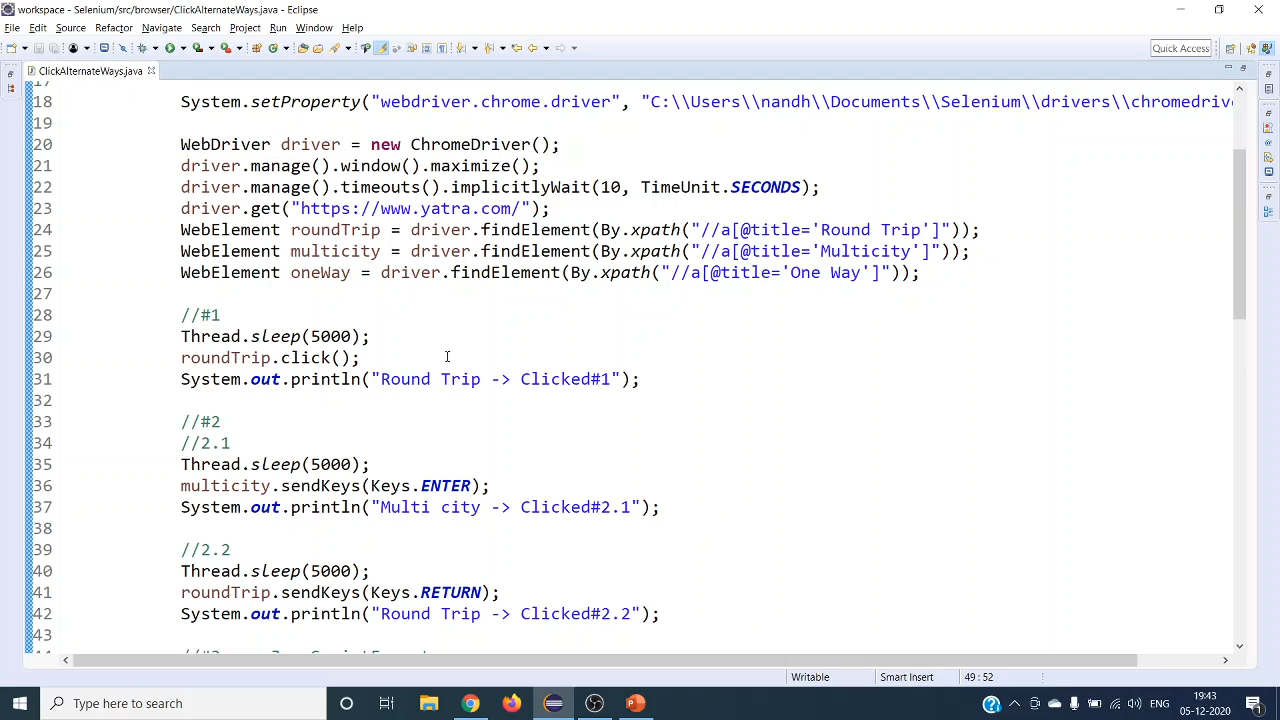 workspace - Selenium/src/browser/ClickAlternateWays.java - Eclipse
File Edit Source Refactor Navigate Search Project Run Window Help
Quick Access
ClickAlternateWays.java
17
18 System.setProperty("webdriver.chrome.driver", "C:\\Users\\nandh\\Documents\\Selenium\\drivers\\chromedrive
19
20 WebDriver driver = new ChromeDriver();
21 driver.manage().window().maximize();
22 driver.manage().timeouts().implicitlyWait(10, TimeUnit.SECONDS);
23 driver.get("https://www.yatra.com/");
24 WebElement roundTrip = driver.findElement(By.xpath("//a[@title='Round Trip']"));
25 WebElement multicity = driver.findElement(By.xpath("//a[@title='Multicity']"));
26 WebElement oneWay = driver.findElement(By.xpath("//a[@title='One Way']"));
27
28 //#1
29 Thread.sleep(5000);
30 roundTrip.click();
31 System.out.println("Round Trip -> Clicked#1");
32
33 //#2
34 //2.1
35 Thread.sleep(5000);
36 multicity.sendKeys(Keys.ENTER);
37 System.out.println("Multi city -> Clicked#2.1");
38
39 //2.2
40 Thread.sleep(5000);
41 roundTrip.sendKeys(Keys.RETURN);
42 System.out.println("Round Trip -> Clicked#2.2");
43
Writable Smart Insert 49 : 52
Type here to search
19:43
05-12-2020